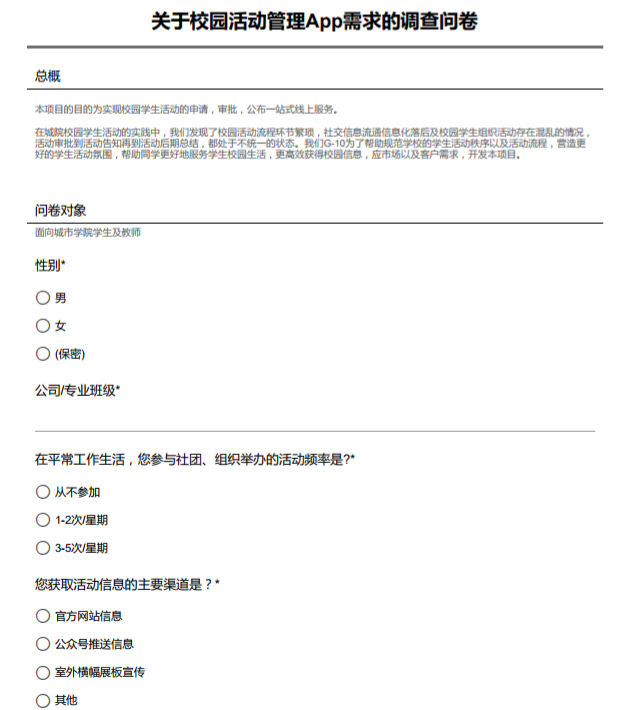 关于校园活动管理App需求的调查问卷
总概
本项目的目的为实现校园学生活动的申请，审批，公布一站式线上服务。
在城院校园学生活动的实践中，我们发现了校园活动流程环节繁琐，社交信息流通信息化落后及校园学生组织活动存在混乱的情况，
活动审批到活动告知再到活动后期总结，都处于不统一的状态。我们G-10为了帮助规范学校的学生活动秩序以及活动流程，营造更
好的学生活动氛围，帮助同学更好地服务学生校园生活，更高效获得校园信息，应市场以及客户需求，开发本项目。
问卷对象
面向城市学院学生及教师
性别*
男
女
(保密)
公司/专业班级*
在平常工作生活，您参与社团、组织举办的活动频率是?*
从不参加
1-2次/星期
3-5次/星期
您获取活动信息的主要渠道是？*
官方网站信息
公众号推送信息
室外横幅展板宣传
其他